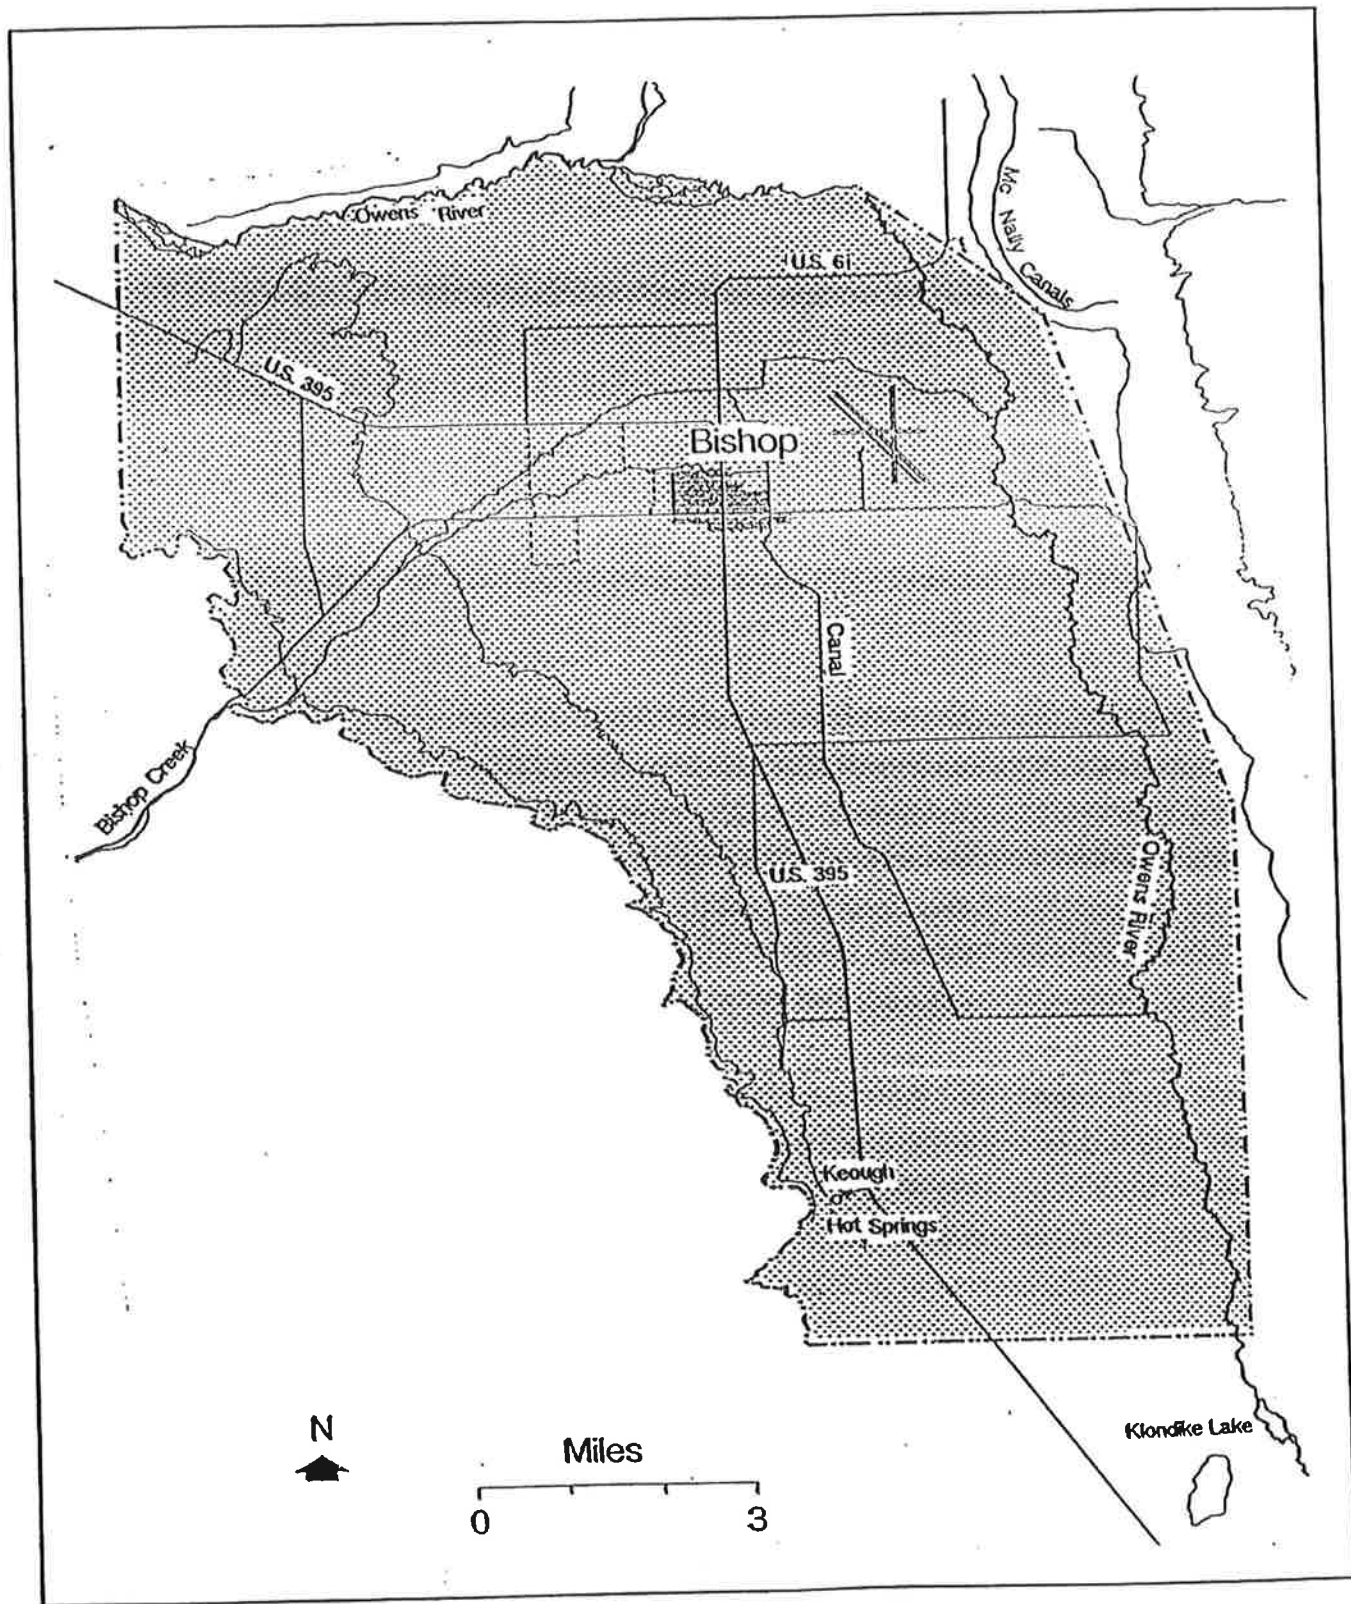 Mc Nally Canals
Owens River
U.S. 6
U.S. 395
Bishop
Canal
Bishop Creek
U.S. 395
Owens River
Keough
Hot Springs
Klondike Lake
N
Miles
0 3